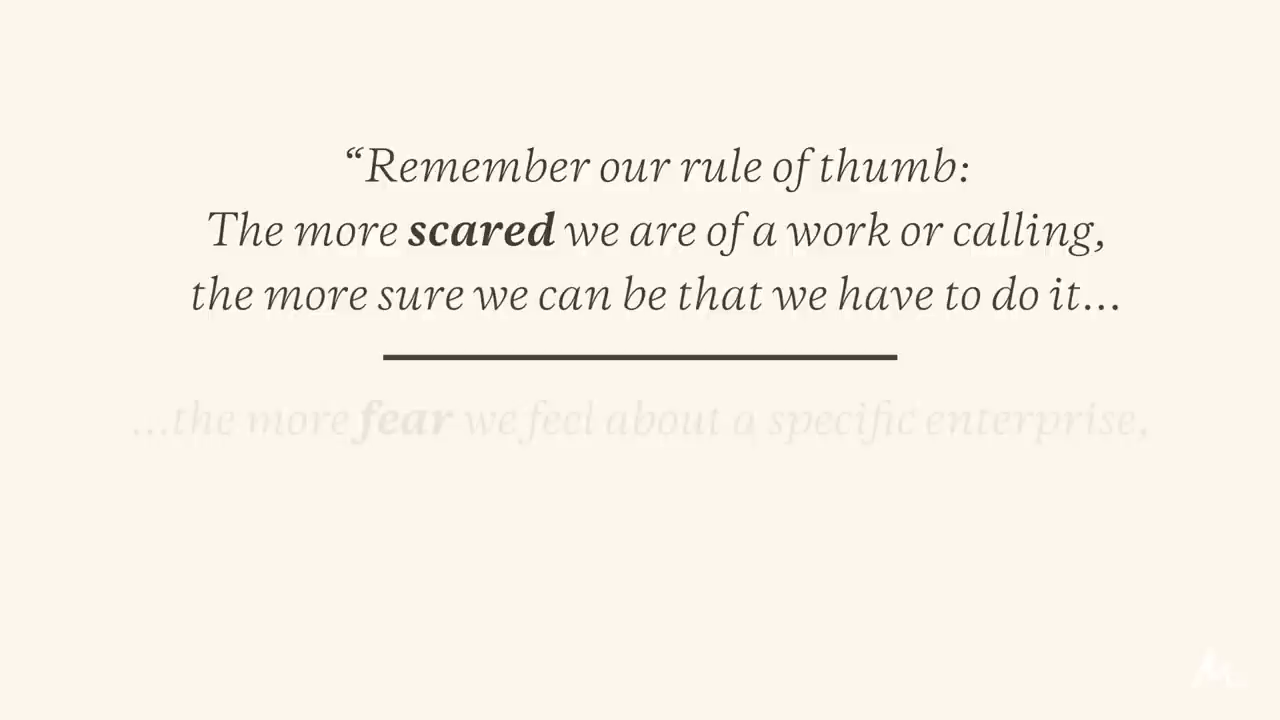 “Remember our rule of thumb:
The more scared we are of a work or calling,
the more sure we can be that we have to do it...
...the more fear we feel about a specific enterprise,